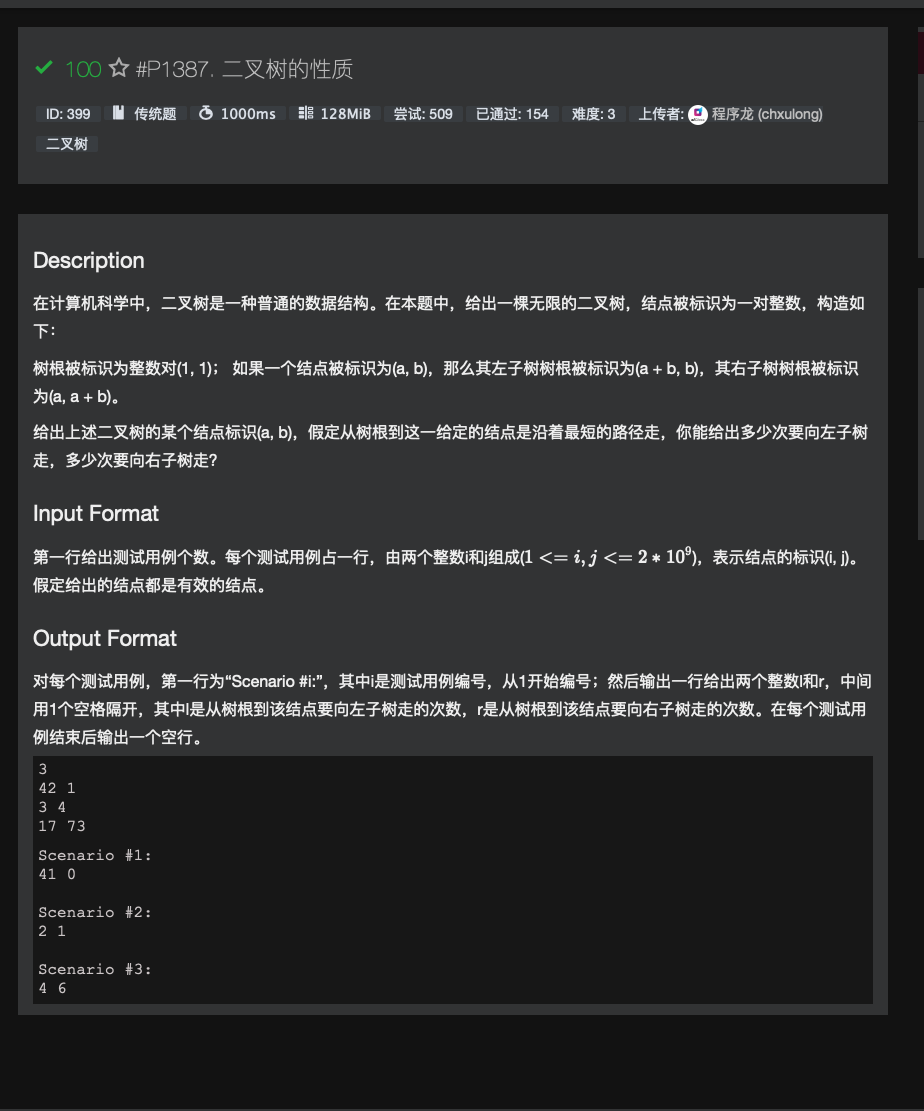 100 #P1387. 二叉树的性质
ID: 399 传统题 1000ms 128MiB 尝试: 509 已通过: 154 难度: 3 上传者: 程序龙 (chxulong)
二叉树
Description
在计算机科学中，二叉树是一种普通的数据结构。在本题中，给出一棵无限的二叉树，结点被标识为一对整数，构造如
下：
树根被标识为整数对(1, 1)； 如果一个结点被标识为(a, b)，那么其左子树树根被标识为(a + b, b)，其右子树树根被标识
为(a, a + b)。
给出上述二叉树的某个结点标识(a, b)，假定从树根到这一给定的结点是沿着最短的路径走，你能给出多少次要向左子树
走，多少次要向右子树走?
Input Format
第一行给出测试用例个数。每个测试用例占一行，由两个整数i和j组成(1 <= i, j <= 2 * 10⁹)，表示结点的标识(i, j)。
假定给出的结点都是有效的结点。
Output Format
对每个测试用例，第一行为“Scenario #i:”，其中i是测试用例编号，从1开始编号；然后输出一行给出两个整数l和r，中间
用1个空格隔开，其中l是从树根到该结点要向左子树走的次数，r是从树根到该结点要向右子树走的次数。在每个测试用
例结束后输出一个空行。
3
42 1
3 4
17 73
Scenario #1:
41 0
Scenario #2:
2 1
Scenario #3:
4 6